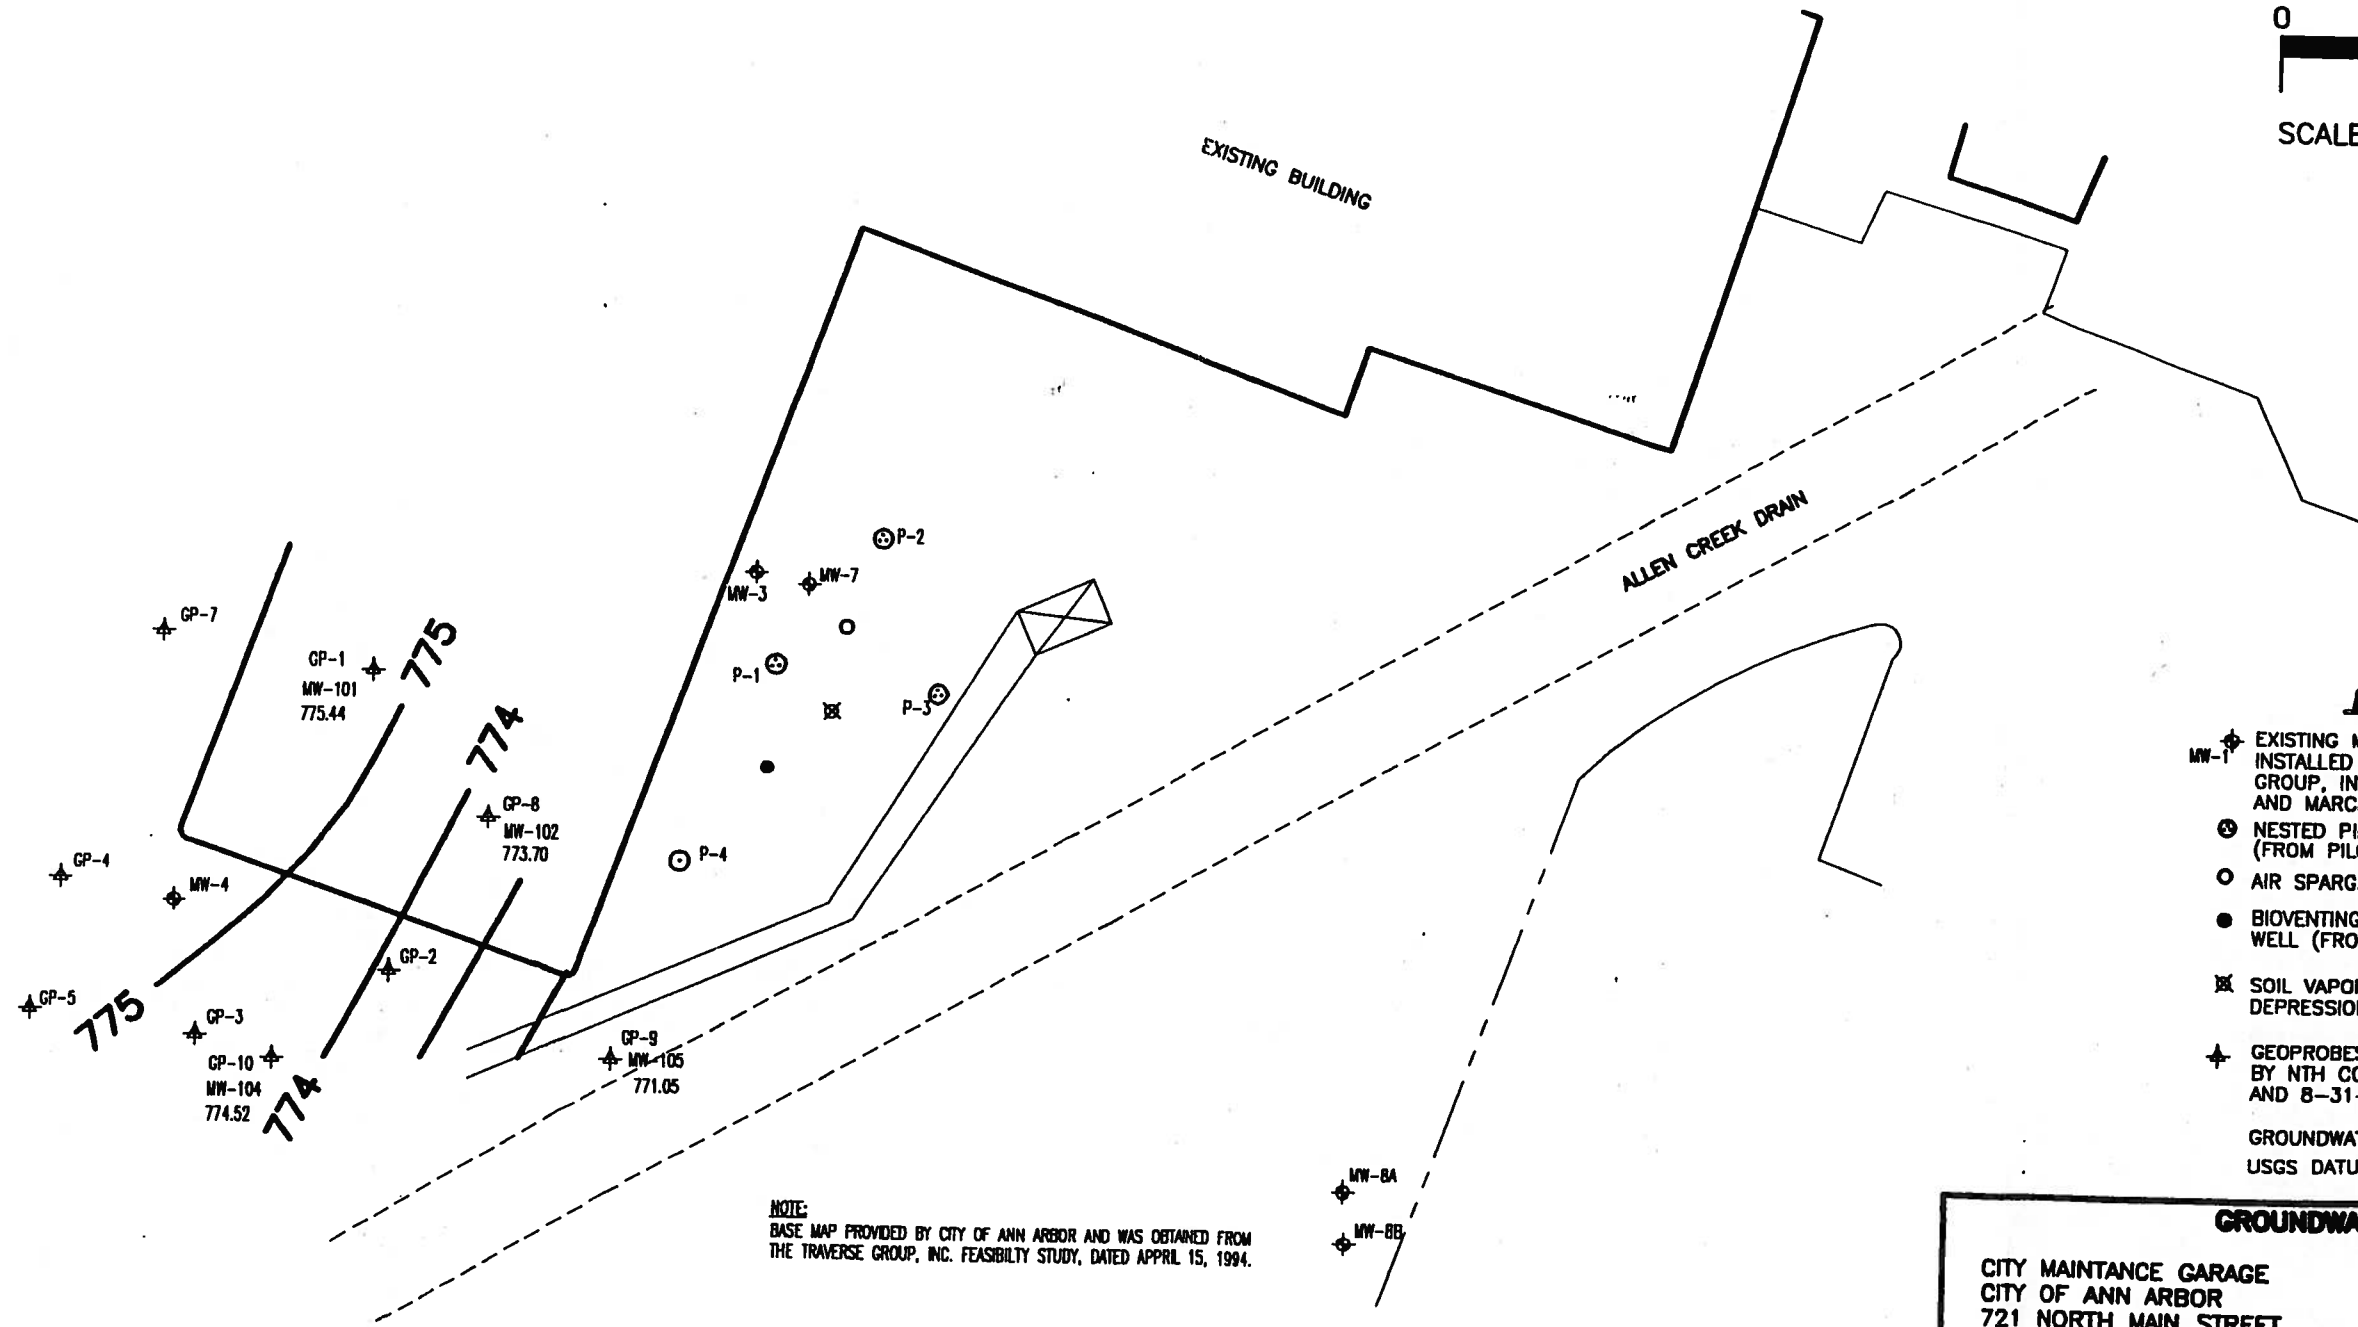 0
SCALE
EXISTING BUILDING
ALLEN CREEK DRAIN
P-2
MW-3
MW-7
P-1
P-3
P-4
GP-7
GP-1
MW-101
775.44
775
774
GP-8
MW-102
773.70
GP-4
MW-4
GP-2
GP-5
775
GP-3
GP-10
MW-104
774.52
774
GP-9
MW-105
771.05
MW-8A
MW-8B
NOTE:
BASE MAP PROVIDED BY CITY OF ANN ARBOR AND WAS OBTAINED FROM
THE TRAVERSE GROUP, INC. FEASIBILTY STUDY, DATED APPRIL 15, 1994.
MW-1
EXISTING
INSTALLED
GROUP, IN
AND MARC
NESTED PI
(FROM PIL
AIR SPARG
BIOVENTING
WELL (FRO
SOIL VAPO
DEPRESSIO
GEOPROBES
BY NTH CO
AND 8-31-
GROUNDWA
USGS DATU
GROUNDWA
CITY MAINTANCE GARAGE
CITY OF ANN ARBOR
721 NORTH MAIN STREET